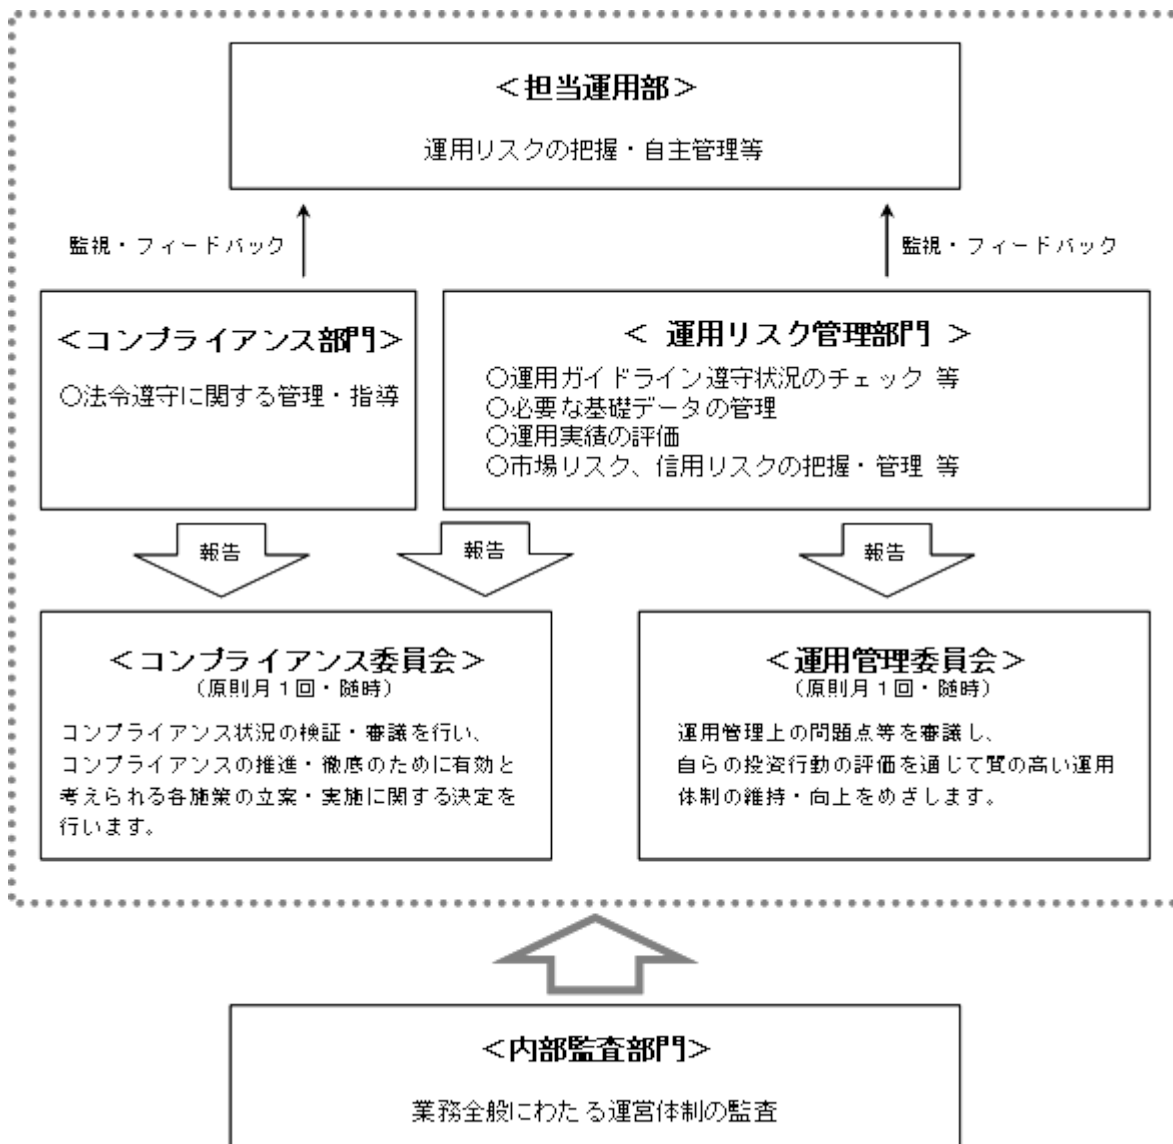 ＜担当運用部＞
運用リスクの把握・自主管理等
監視・フィードバック
監視・フィードバック
＜コンプライアンス部門＞
○法令遵守に関する管理・指導
＜ 運用リスク管理部門 ＞
○運用ガイドライン遵守状況のチェック 等
○必要な基礎データの管理
○運用実績の評価
○市場リスク、信用リスクの把握・管理 等
報告
報告
報告
＜コンプライアンス委員会＞
（原則月１回・随時）
コンプライアンス状況の検証・審議を行い、
コンプライアンスの推進・徹底のために有効と
考えられる各施策の立案・実施に関する決定を
行います。
＜運用管理委員会＞
（原則月１回・随時）
運用管理上の問題点等を審議し、
自らの投資行動の評価を通じて質の高い運用
体制の維持・向上をめざします。
＜内部監査部門＞
業務全般にわたる運営体制の監査